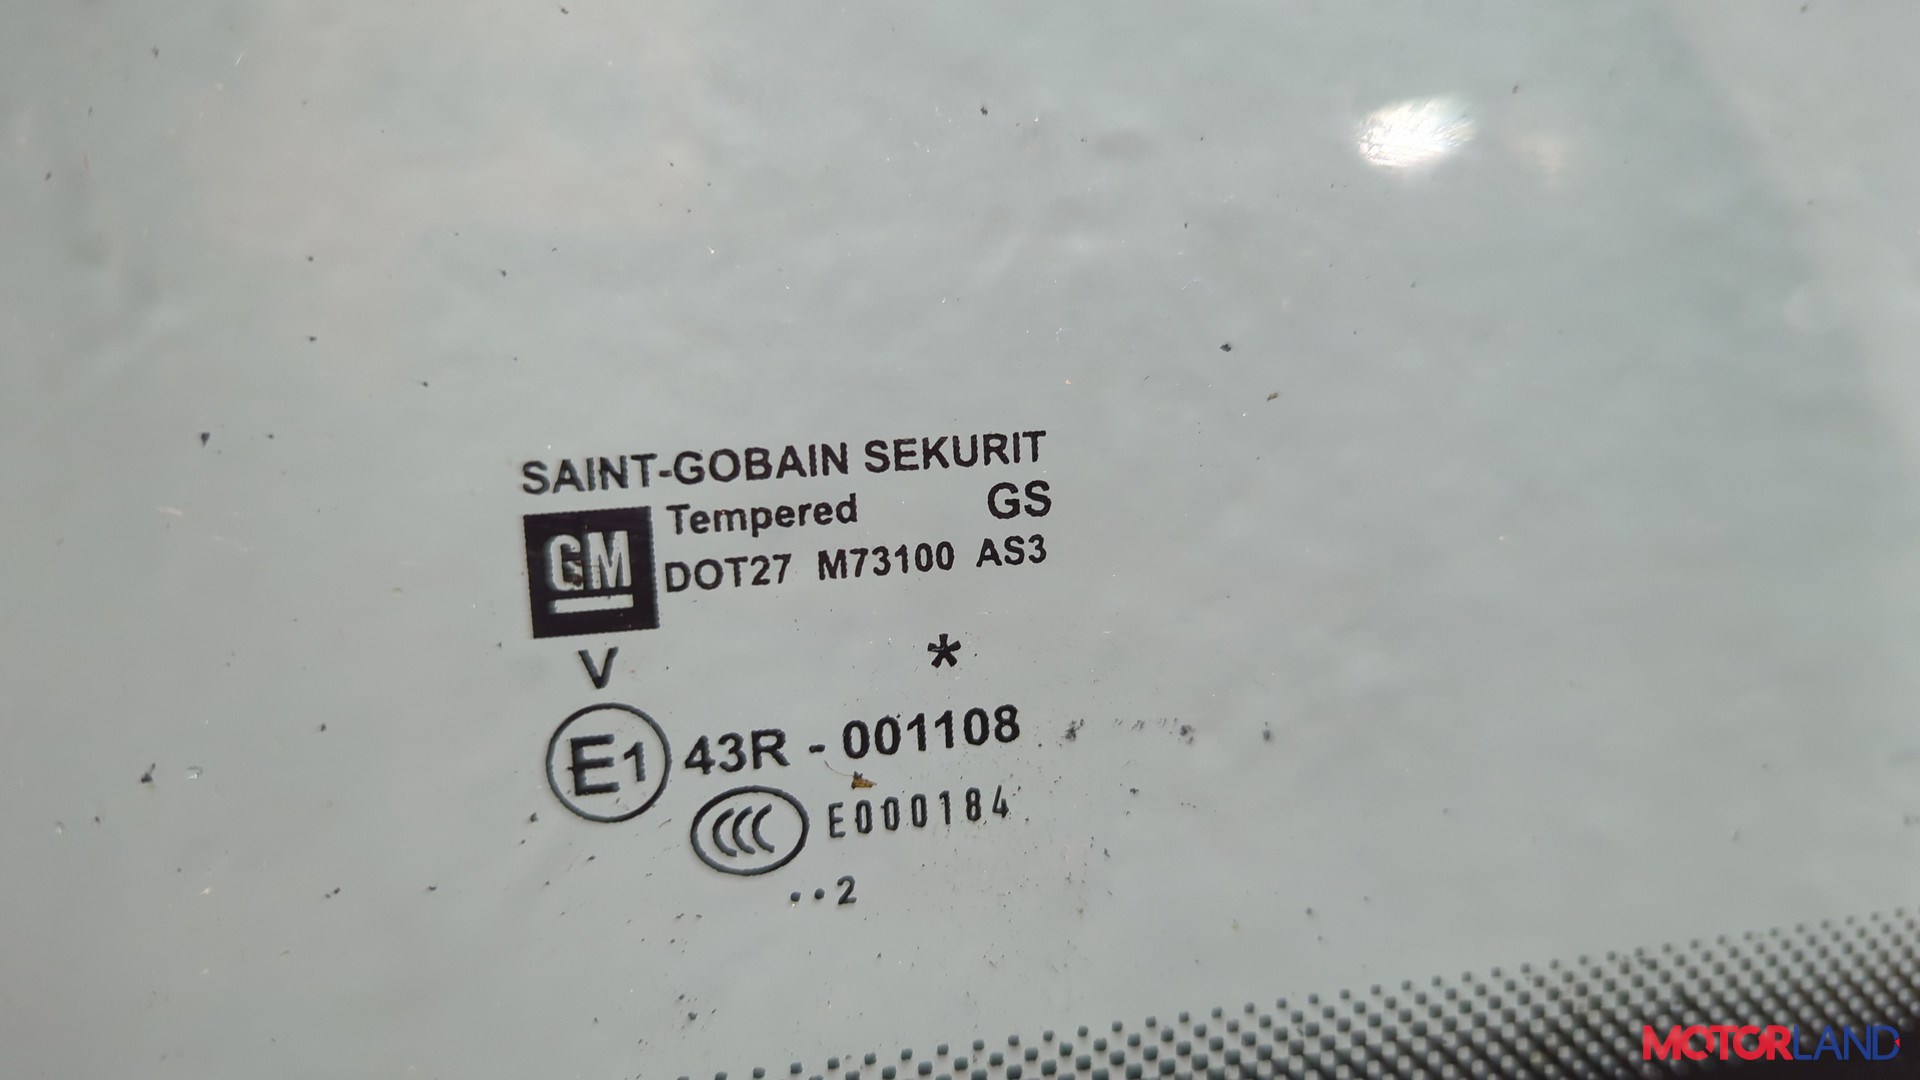 SAINT-GOBAIN SEKURIT
GM Tempered GS
DOT27 M73100 AS3
V *
E1 43R - 001108
CCC E000184
..2
MOTORLAND